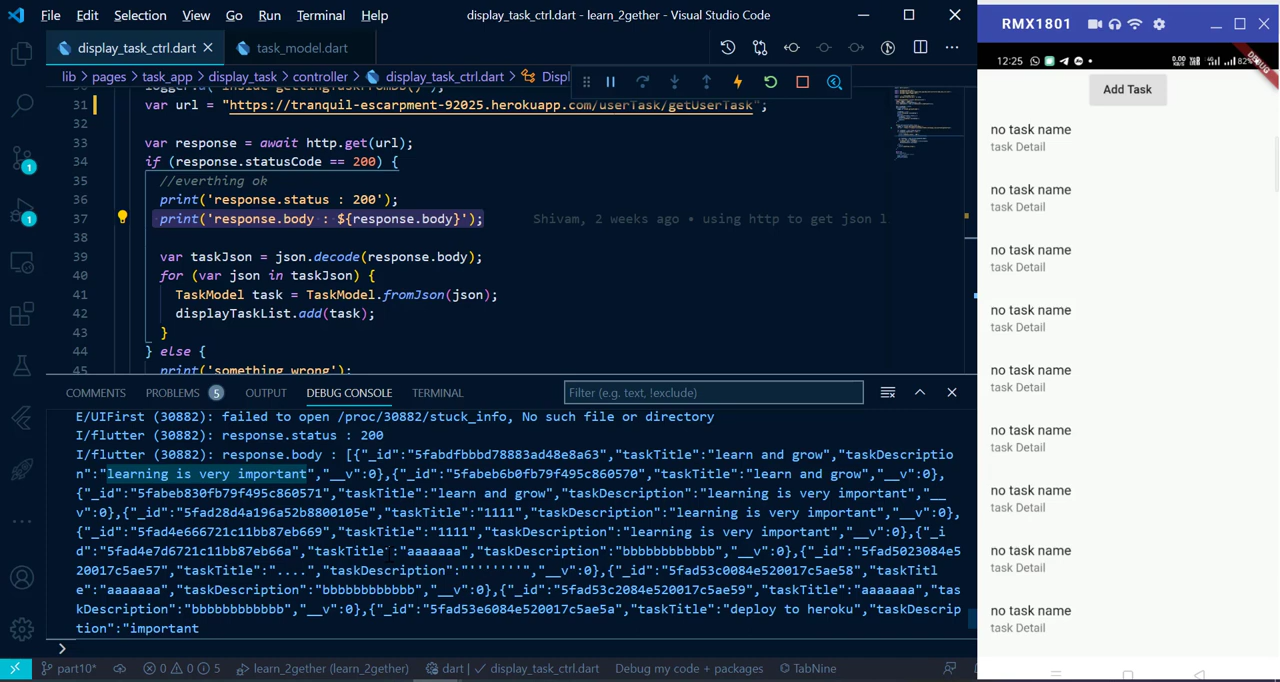 File Edit Selection View Go Run Terminal Help display_task_ctrl.dart - learn_2gether - Visual Studio Code
display_task_ctrl.dart task_model.dart
lib > pages > task_app > display_task > controller > display_task_ctrl.dart > Displ
31 var url = "https://tranquil-escarpment-92025.herokuapp.com/userTask/getUserTask";
32
33 var response = await http.get(url);
34 if (response.statusCode == 200) {
35 //everthing ok
36 print('response.status : 200');
37 print('response.body : ${response.body}'); Shivam, 2 weeks ago • using http to get json l
38
39 var taskJson = json.decode(response.body);
40 for (var json in taskJson) {
41 TaskModel task = TaskModel.fromJson(json);
42 displayTaskList.add(task);
43 }
44 } else {
45 print('something wrong');
1
1
COMMENTS PROBLEMS 5 OUTPUT DEBUG CONSOLE TERMINAL Filter (e.g. text, !exclude)
E/UIFirst (30882): failed to open /proc/30882/stuck_info, No such file or directory
I/flutter (30882): response.status : 200
I/flutter (30882): response.body : [{"_id":"5fabdfbbbd78883ad48e8a63","taskTitle":"learn and grow","taskDescriptio
n":"learning is very important","__v":0},{"_id":"5fabeb6b0fb79f495c860570","taskTitle":"learn and grow","__v":0},
{"_id":"5fabeb830fb79f495c860571","taskTitle":"learn and grow","taskDescription":"learning is very important","__
v":0},{"_id":"5fad28d4a196a52b8800105e","taskTitle":"1111","taskDescription":"learning is very important","__v":0},
{"_id":"5fad4e666721c11bb87eb669","taskTitle":"1111","taskDescription":"learning is very important","__v":0},{"_i
d":"5fad4e7d6721c11bb87eb66a","taskTitle":"aaaaaaa","taskDescription":"bbbbbbbbbbbb","__v":0},{"_id":"5fad5023084e5
20017c5ae57","taskTitle":"....","taskDescription":"'''''''","__v":0},{"_id":"5fad53c0084e520017c5ae58","taskTitl
e":"aaaaaaa","taskDescription":"bbbbbbbbbbbb","__v":0},{"_id":"5fad53c2084e520017c5ae59","taskTitle":"aaaaaaa","tas
kDescription":"bbbbbbbbbbbb","__v":0},{"_id":"5fad53e6084e520017c5ae5a","taskTitle":"deploy to heroku","taskDescrip
tion":"important
part10* 0 0 5 learn_2gether (learn_2gether) dart display_task_ctrl.dart Debug my code + packages TabNine
RMX1801
12:25 0.00 82%
DEBUG
Add Task
no task name
task Detail
no task name
task Detail
no task name
task Detail
no task name
task Detail
no task name
task Detail
no task name
task Detail
no task name
task Detail
no task name
task Detail
no task name
task Detail